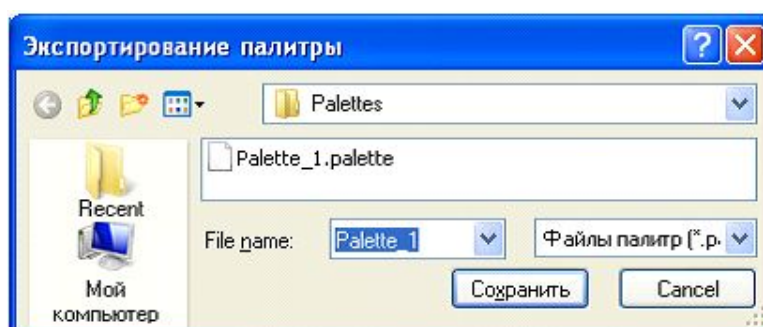 Экспортирование палитры
Palettes
Palette_1.palette
Recent
File name: Palette_1 Файлы палитр (*.p
Мой
компьютер
Сохранить Cancel